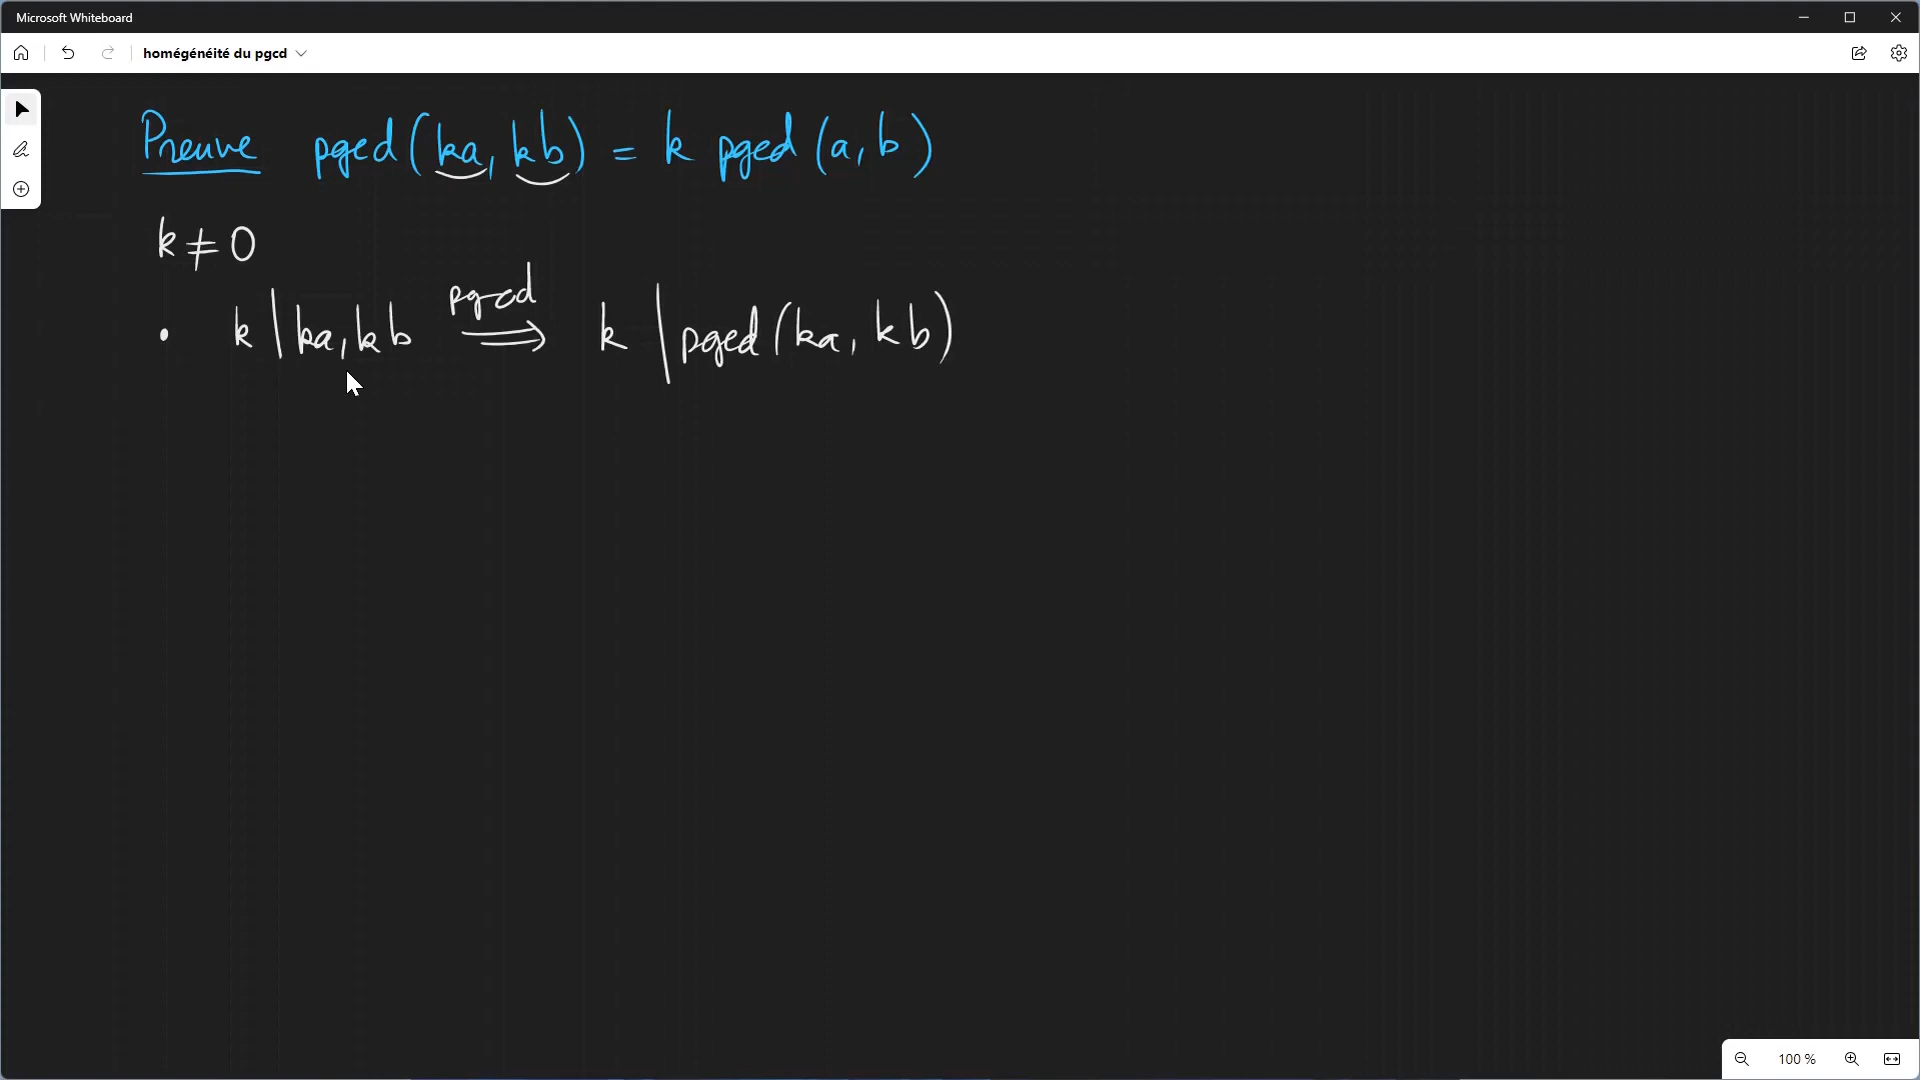 Microsoft Whiteboard
homégénéité du pgcd
Preuve pgcd(ka, kb) = k pgcd(a, b)
k ≠ 0
pgcd
• k | ka, kb ⟹ k | pgcd(ka, kb)
100 %